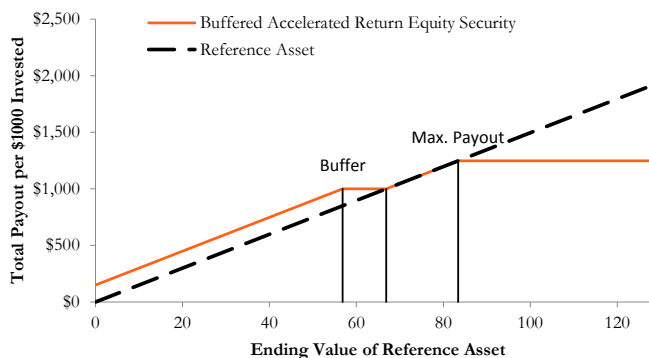 Buffered Accelerated Return Equity Security
Reference Asset
Total Payout per $1000 Invested
$2,500
$2,000
$1,500
$1,000
$500
$0
Max. Payout
Buffer
0 20 40 60 80 100 120
Ending Value of Reference Asset